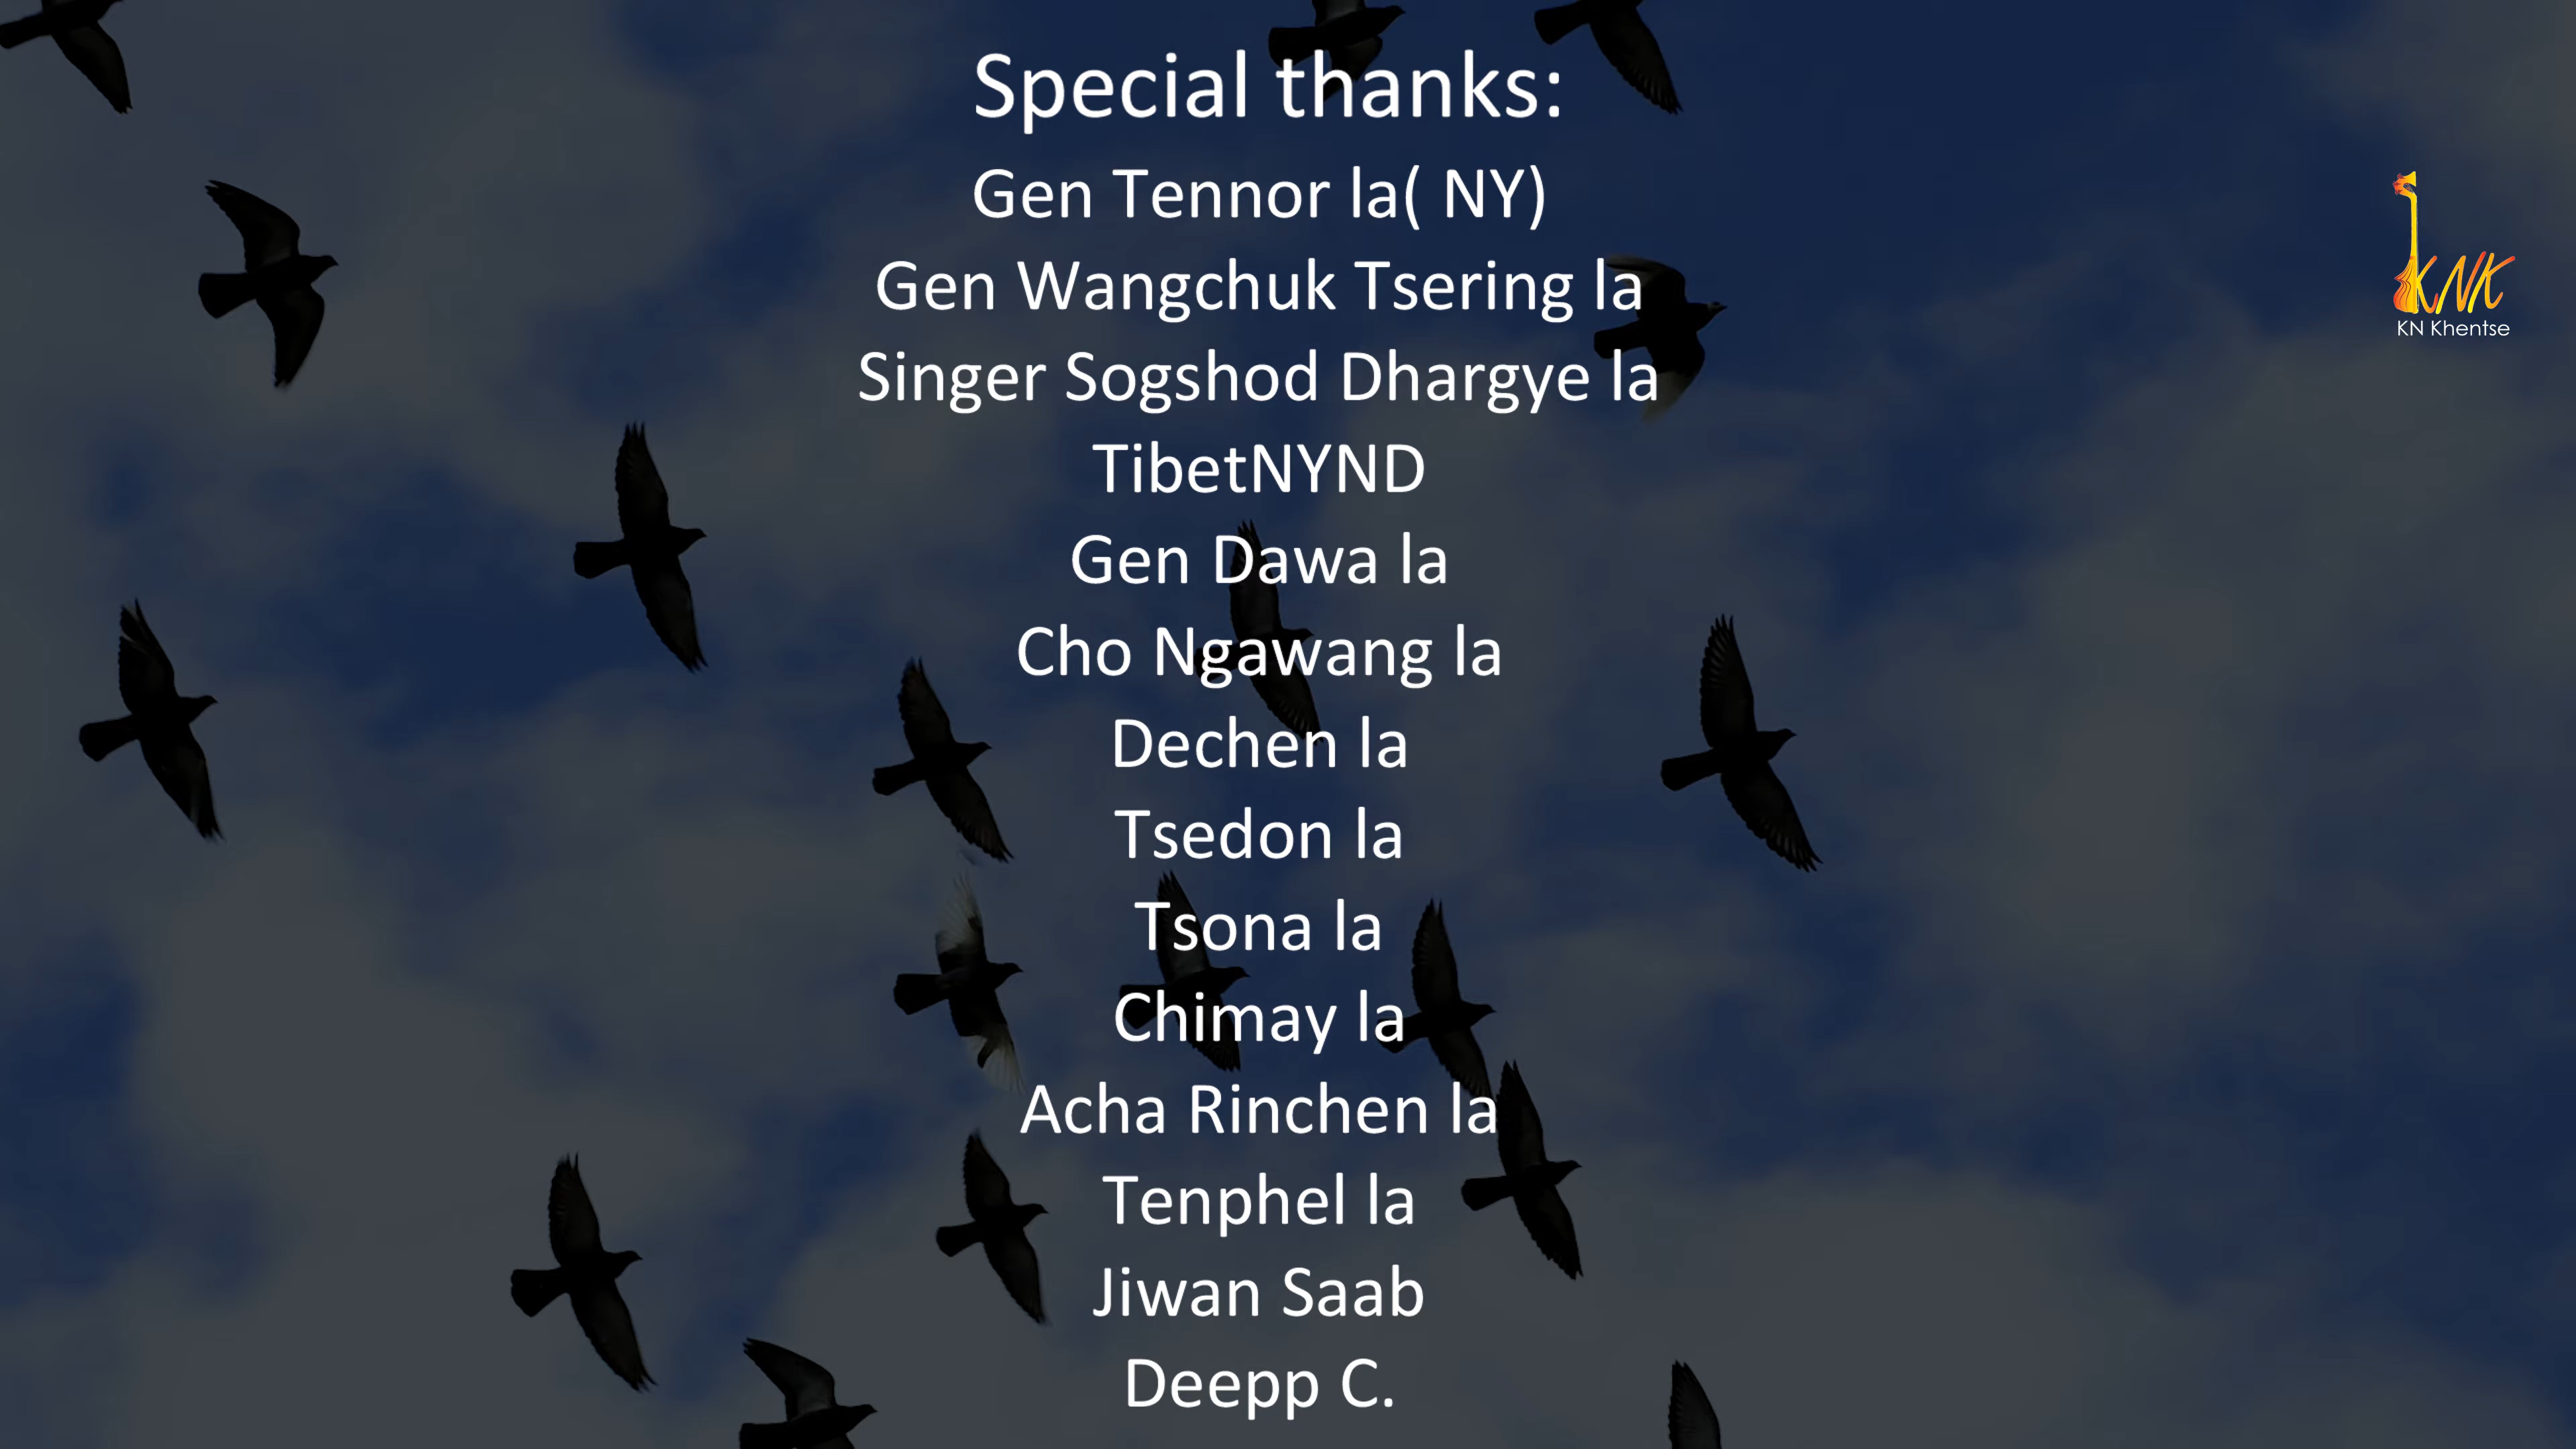 Special thanks:
Gen Tennor la( NY)
Gen Wangchuk Tsering la
Singer Sogshod Dhargye la
TibetNYND
Gen Dawa la
Cho Ngawang la
Dechen la
Tsedon la
Tsona la
Chimay la
Acha Rinchen la
Tenphel la
Jiwan Saab
Deepp C.
KNK
KN Khentse